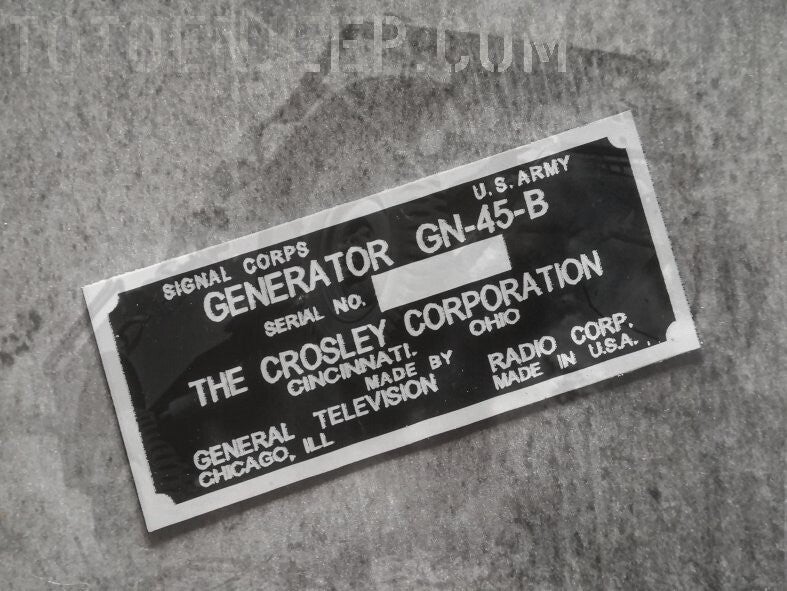 SIGNAL CORPS U.S. ARMY
GENERATOR GN-45-B
SERIAL NO.
THE CROSLEY CORPORATION
CINCINNATI. OHIO
MADE BY
GENERAL TELEVISION RADIO CORP.
CHICAGO, ILL MADE IN U.S.A.